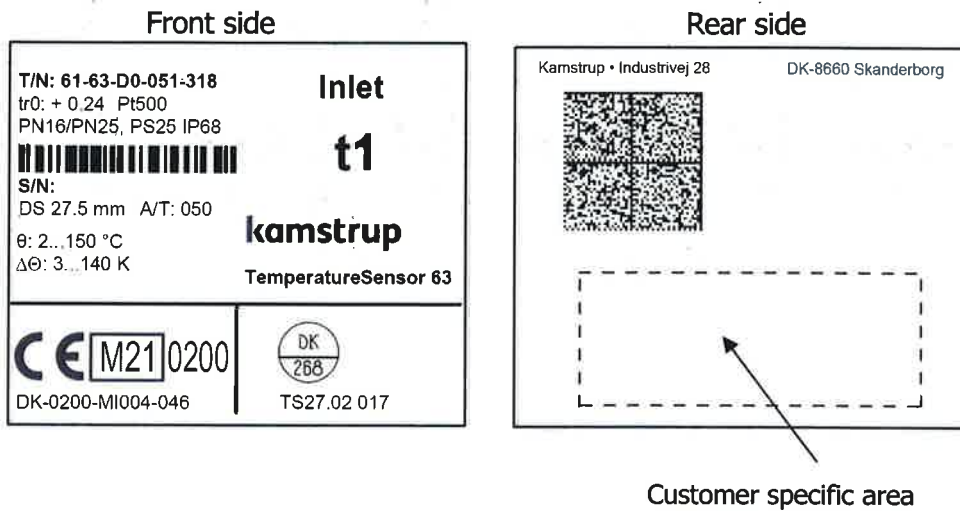 Front side
T/N: 61-63-D0-051-318
tr0: + 0.24 Pt500
PN16/PN25, PS25 IP68
S/N:
DS 27.5 mm A/T: 050
θ: 2...150 °C
ΔΘ: 3...140 K
Inlet
t1
kamstrup
TemperatureSensor 63
CE M21 0200
DK-0200-MI004-046
DK
268
TS27.02 017
Rear side
Kamstrup • Industrivej 28 DK-8660 Skanderborg
Customer specific area